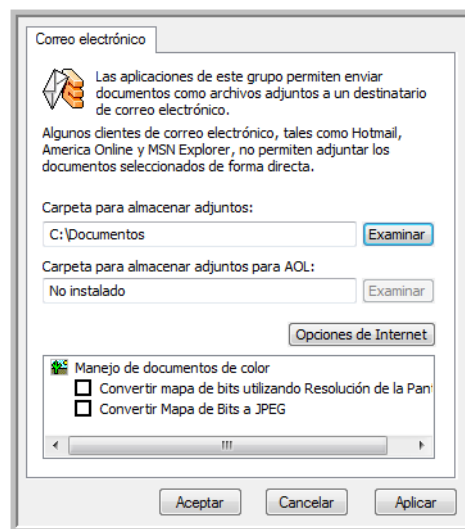 Correo electrónico
Las aplicaciones de este grupo permiten enviar
documentos como archivos adjuntos a un destinatario
de correo electrónico.
Algunos clientes de correo electrónico, tales como Hotmail,
America Online y MSN Explorer, no permiten adjuntar los
documentos seleccionados de forma directa.
Carpeta para almacenar adjuntos:
C:\Documentos Examinar
Carpeta para almacenar adjuntos para AOL:
No instalado Examinar
Opciones de Internet
Manejo de documentos de color
Convertir mapa de bits utilizando Resolución de la Pan
Convertir Mapa de Bits a JPEG
Aceptar Cancelar Aplicar